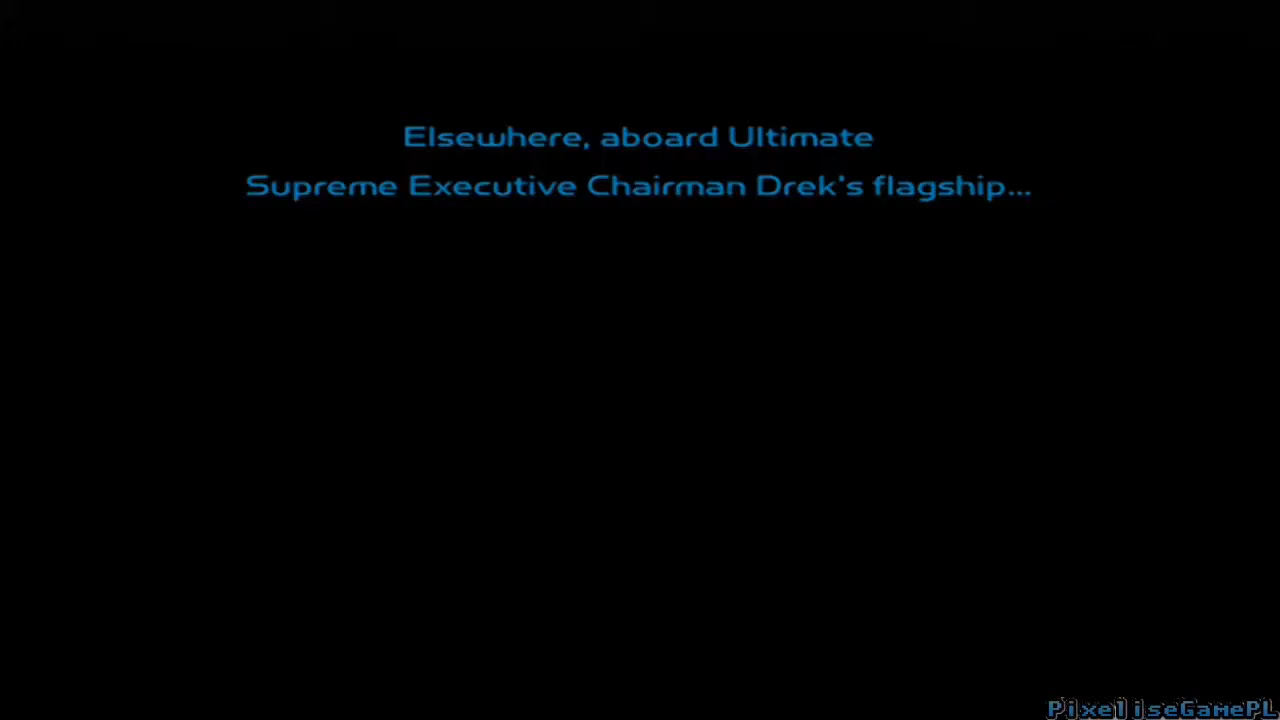 Elsewhere, aboard Ultimate
Supreme Executive Chairman Drek's flagship...
PixeliseGamePL